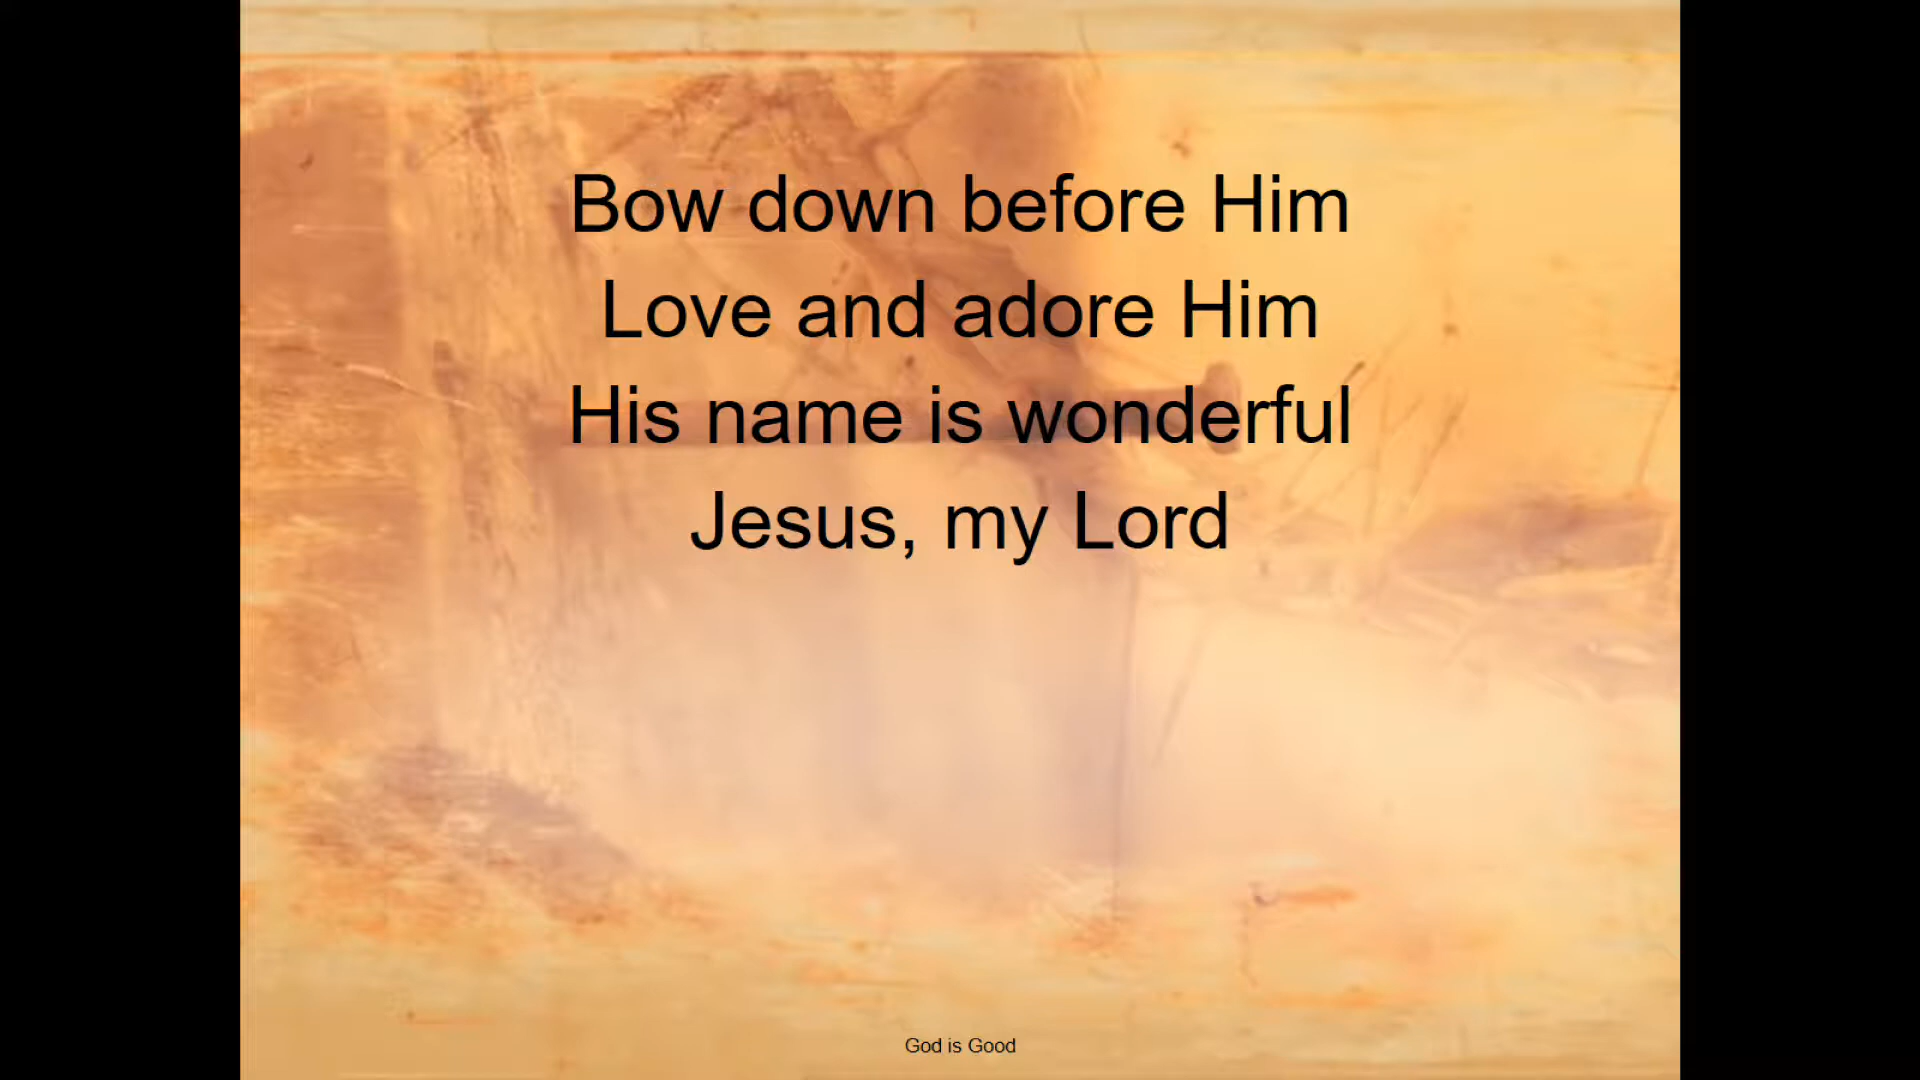 Bow down before Him
Love and adore Him
His name is wonderful
Jesus, my Lord
God is Good